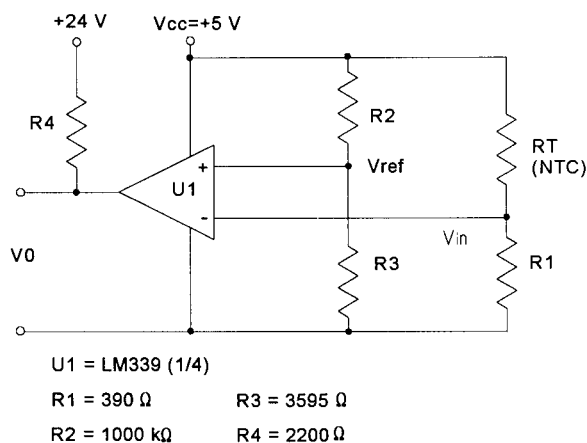 +24 V
Vcc=+5 V
R4
R2
RT
(NTC)
+
U1
Vref
-
Vin
V0
R3
R1
U1 = LM339 (1/4)
R1 = 390 Ω
R3 = 3595 Ω
R2 = 1000 kΩ
R4 = 2200 Ω